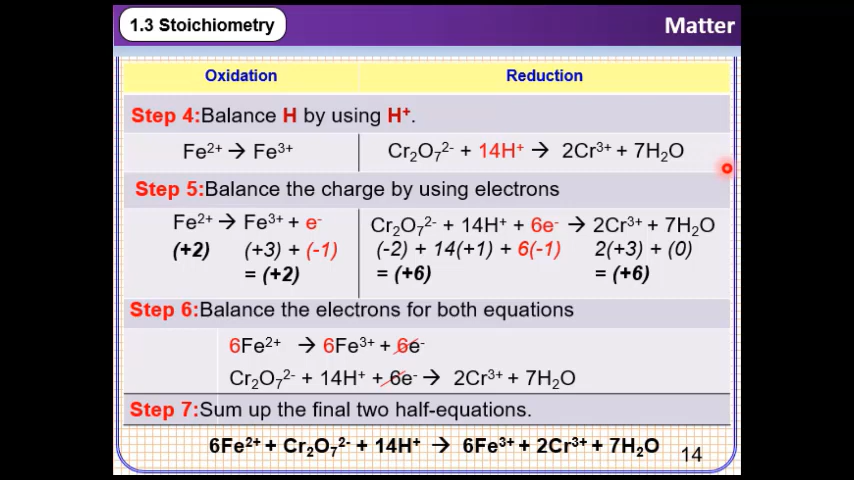 1.3 Stoichiometry
Matter
Oxidation
Reduction
Step 4:Balance H by using H⁺.
Fe²⁺ → Fe³⁺
Cr₂O₇²⁻ + 14H⁺ → 2Cr³⁺ + 7H₂O
Step 5:Balance the charge by using electrons
Fe²⁺ → Fe³⁺ + e⁻
(+2) (+3) + (-1)
= (+2)
Cr₂O₇²⁻ + 14H⁺ + 6e⁻ → 2Cr³⁺ + 7H₂O
(-2) + 14(+1) + 6(-1) 2(+3) + (0)
= (+6) = (+6)
Step 6:Balance the electrons for both equations
6Fe²⁺ → 6Fe³⁺ + 6e⁻
Cr₂O₇²⁻ + 14H⁺ + 6e⁻ → 2Cr³⁺ + 7H₂O
Step 7:Sum up the final two half-equations.
6Fe²⁺ + Cr₂O₇²⁻ + 14H⁺ → 6Fe³⁺ + 2Cr³⁺ + 7H₂O
14